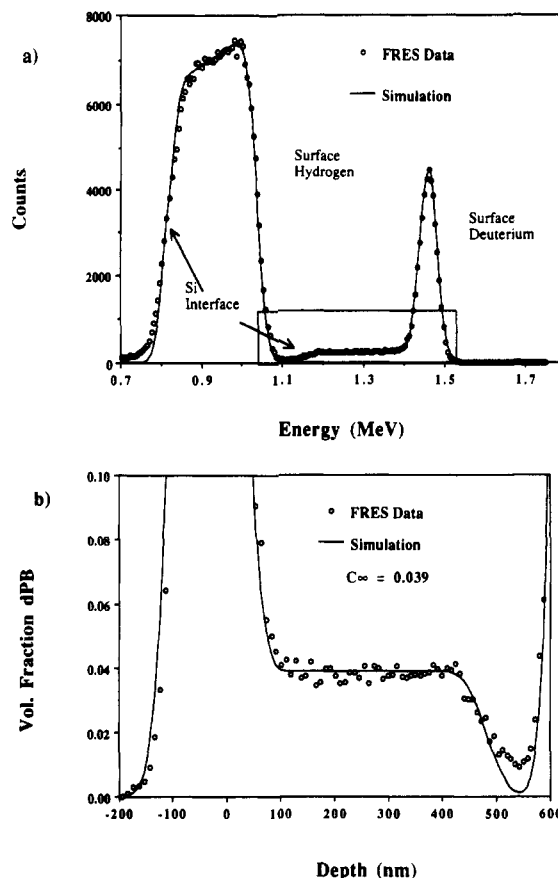 a)
8000
6000
4000
2000
0
Counts
FRES Data
Simulation
Surface
Hydrogen
Surface
Deuterium
Si
Interface
0.7 0.9 1.1 1.3 1.5 1.7
Energy (MeV)
b)
0.10
0.08
0.06
0.04
0.02
0.00
Vol. Fraction dPB
FRES Data
Simulation
C∞ = 0.039
-200 -100 0 100 200 300 400 500 600
Depth (nm)